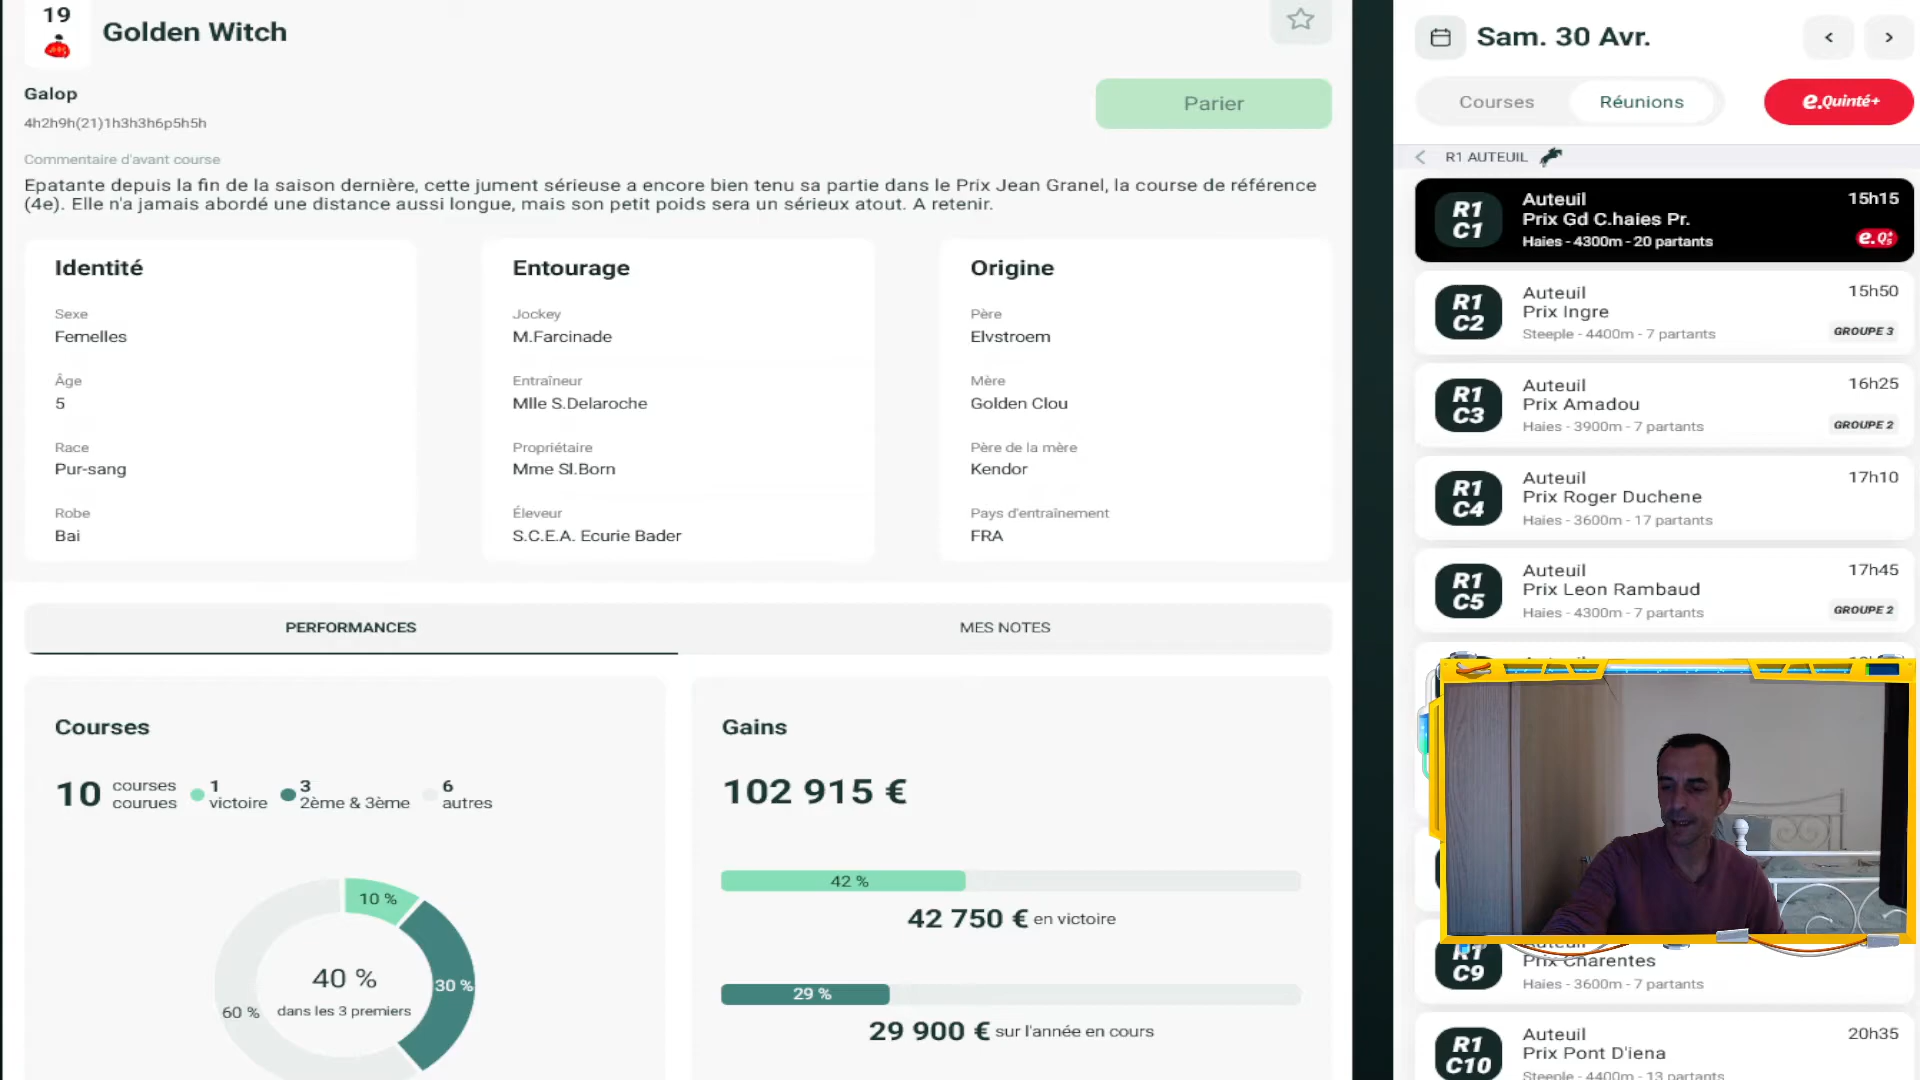 19
Golden Witch
Galop
4h2h9h(21)1h3h3h6p5h5h
Parier
Commentaire d'avant course
Epatante depuis la fin de la saison dernière, cette jument sérieuse a encore bien tenu sa partie dans le Prix Jean Granel, la course de référence
(4e). Elle n'a jamais abordé une distance aussi longue, mais son petit poids sera un sérieux atout. A retenir.
Identité
Sexe
Femelles
Âge
5
Race
Pur-sang
Robe
Bai
Entourage
Jockey
M.Farcinade
Entraîneur
Mlle S.Delaroche
Propriétaire
Mme Sl.Born
Éleveur
S.C.E.A. Ecurie Bader
Origine
Père
Elvstroem
Mère
Golden Clou
Père de la mère
Kendor
Pays d'entraînement
FRA
PERFORMANCES
MES NOTES
Courses
10 courses courues
1 victoire
3 2ème & 3ème
6 autres
10 %
30 %
60 %
40 %
dans les 3 premiers
Gains
102 915 €
42 %
42 750 € en victoire
29 %
29 900 € sur l'année en cours
Sam. 30 Avr.
Courses
Réunions
e.Quinté+
R1 AUTEUIL
R1 C1
Auteuil
15h15
Prix Gd C.haies Pr.
Haies - 4300m - 20 partants
R1 C2
Auteuil
15h50
Prix Ingre
Steeple - 4400m - 7 partants
GROUPE 3
R1 C3
Auteuil
16h25
Prix Amadou
Haies - 3900m - 7 partants
GROUPE 2
R1 C4
Auteuil
17h10
Prix Roger Duchene
Haies - 3600m - 17 partants
R1 C5
Auteuil
17h45
Prix Leon Rambaud
Haies - 4300m - 7 partants
GROUPE 2
R1 C9
Auteuil
Prix Charentes
Haies - 3600m - 7 partants
R1 C10
Auteuil
20h35
Prix Pont D'iena
Steeple - 4400m - 13 partants